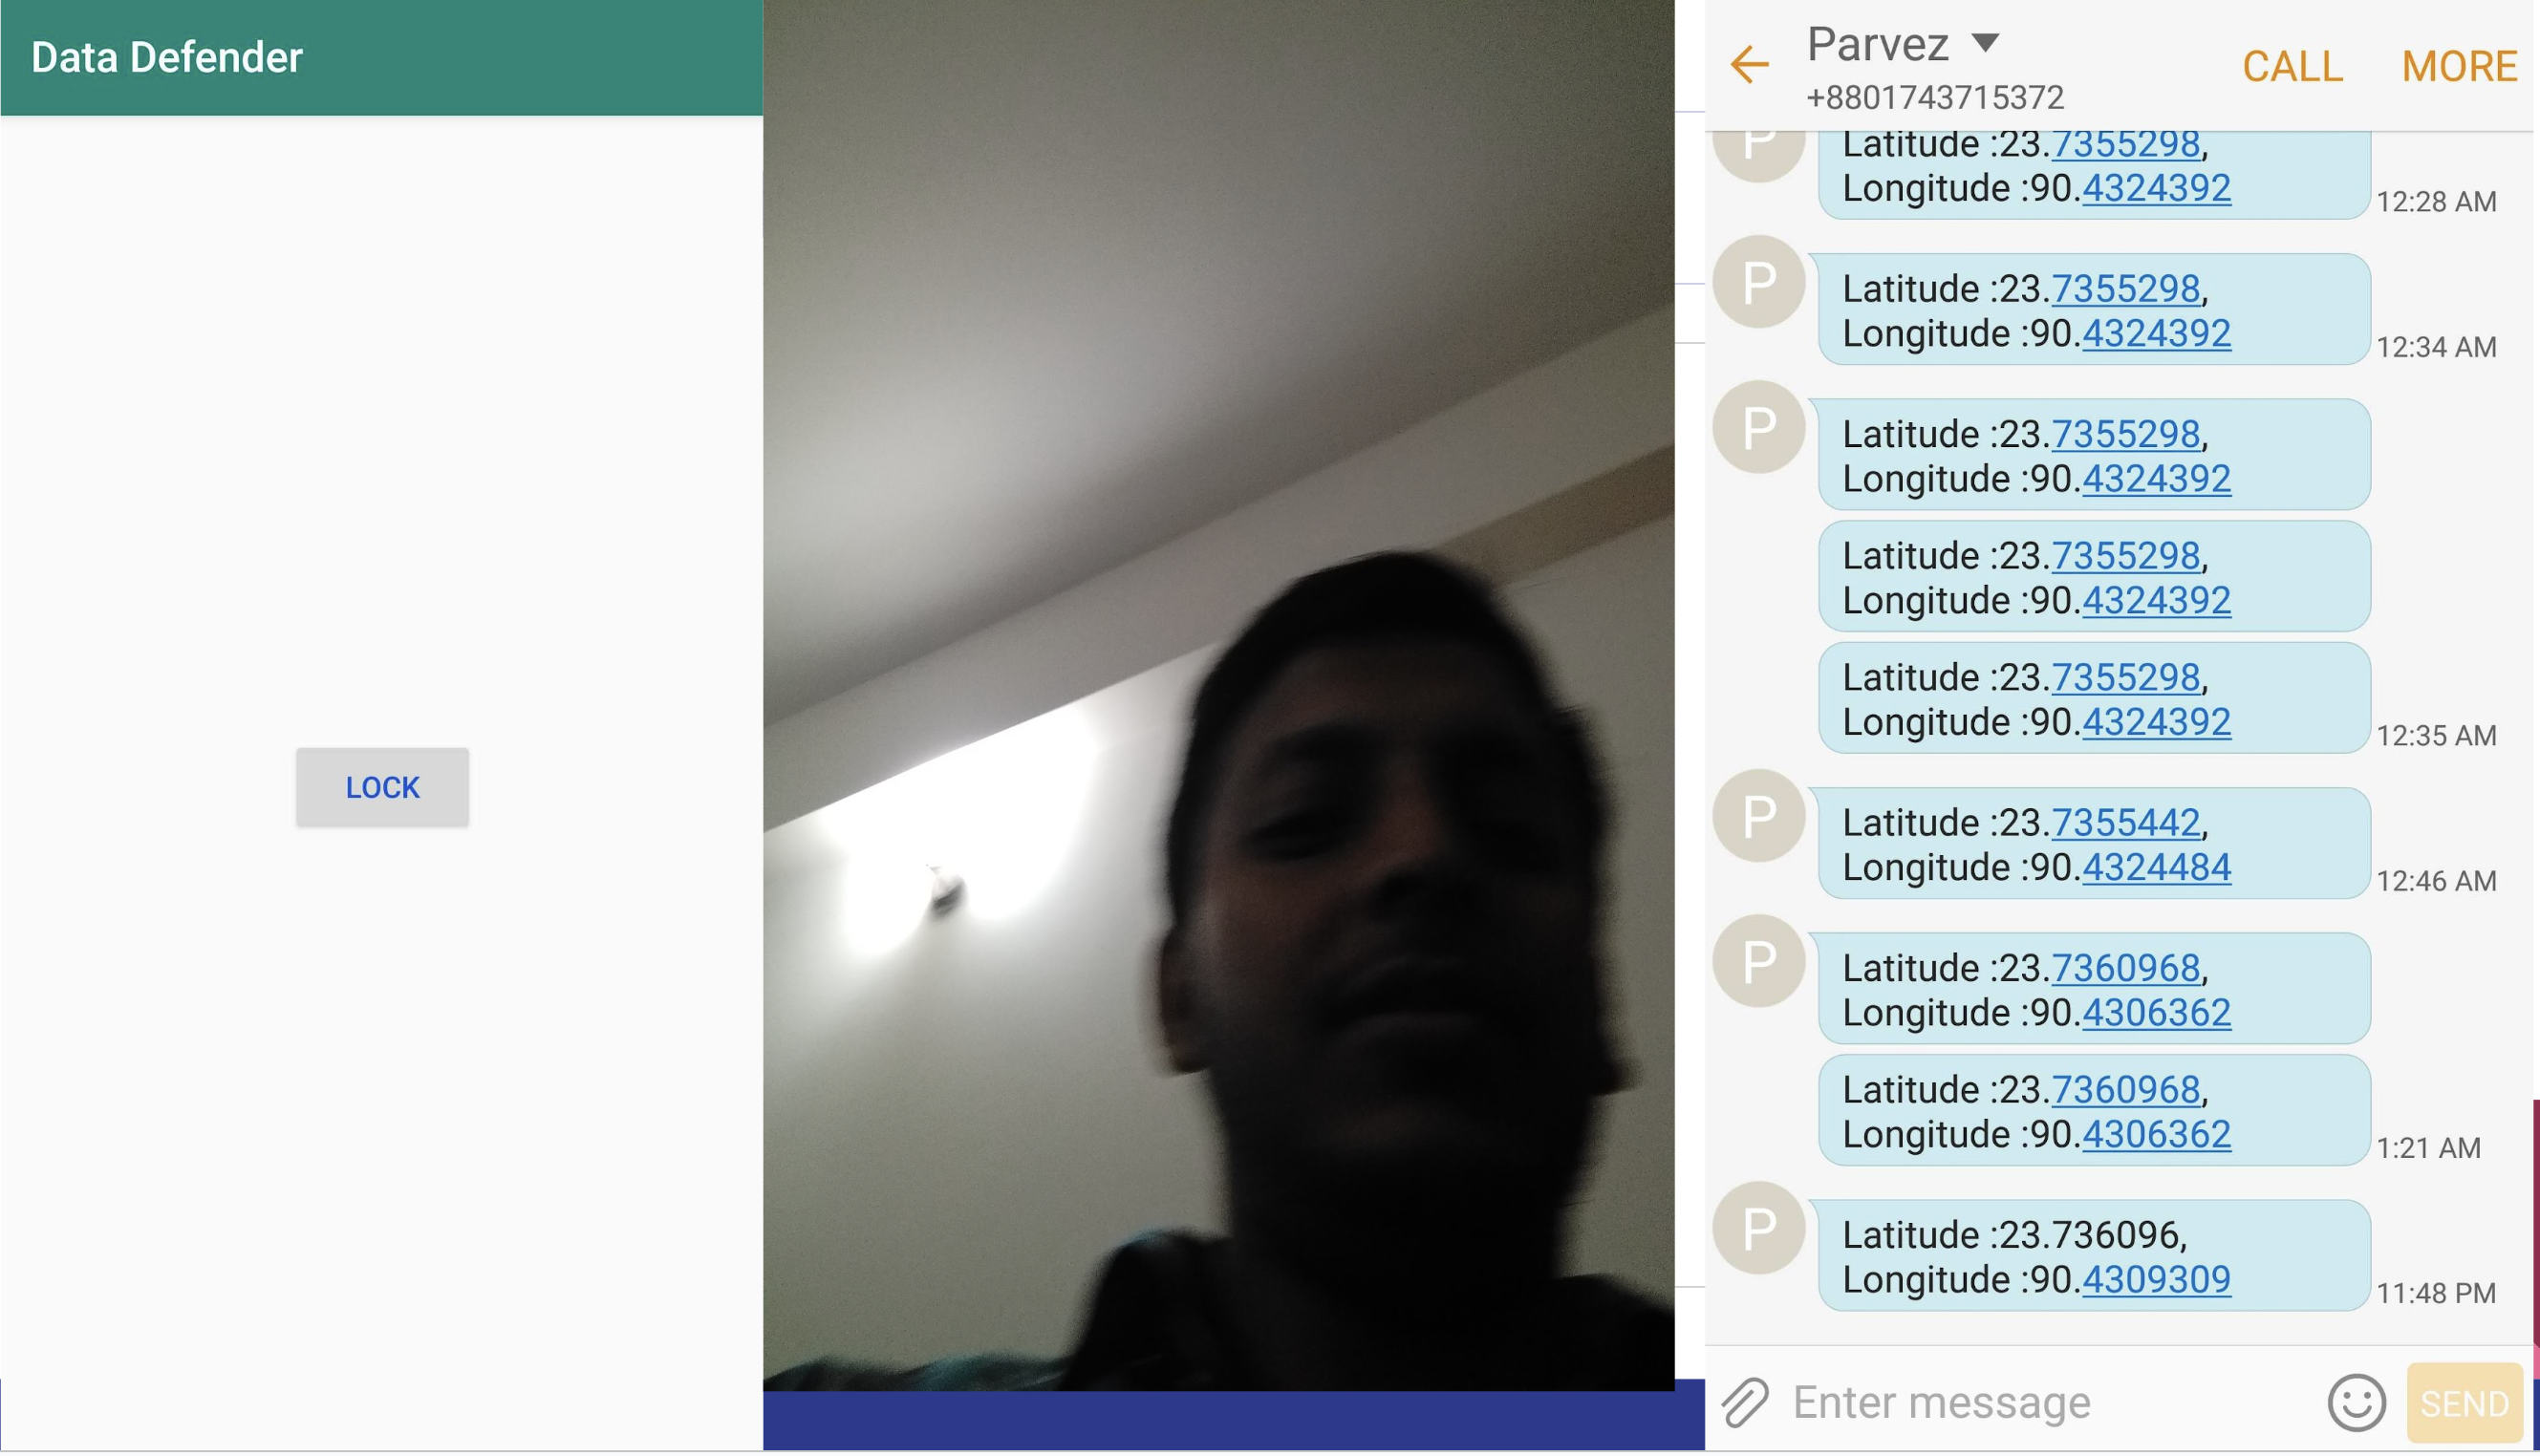 Data Defender
LOCK
Parvez
+8801743715372
CALL
MORE
P
Latitude :23.7355298,
Longitude :90.4324392
12:28 AM
P
Latitude :23.7355298,
Longitude :90.4324392
12:34 AM
P
Latitude :23.7355298,
Longitude :90.4324392
Latitude :23.7355298,
Longitude :90.4324392
Latitude :23.7355298,
Longitude :90.4324392
12:35 AM
P
Latitude :23.7355442,
Longitude :90.4324484
12:46 AM
P
Latitude :23.7360968,
Longitude :90.4306362
Latitude :23.7360968,
Longitude :90.4306362
1:21 AM
P
Latitude :23.736096,
Longitude :90.4309309
11:48 PM
Enter message
SEND